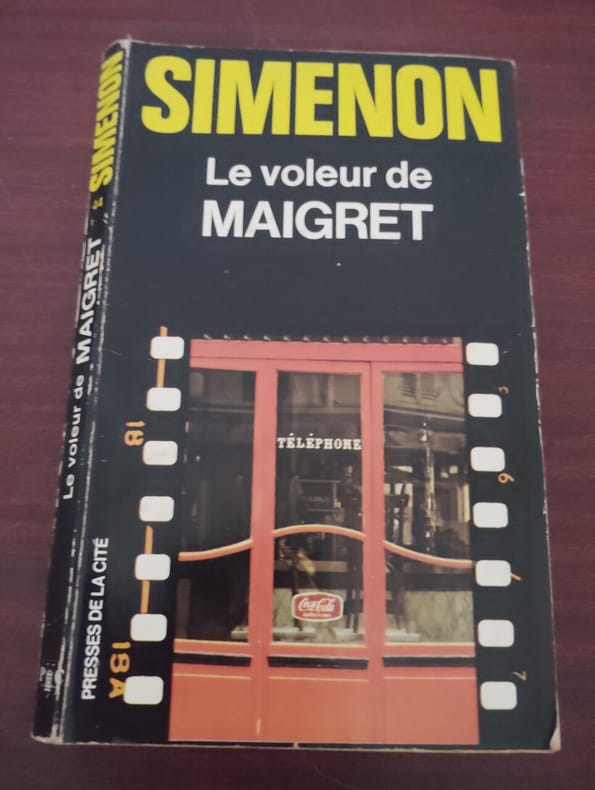 SIMENON
Le voleur de
MAIGRET
TÉLÉPHONE
Coca-Cola
18
18A
SIMENON
Le voleur de MAIGRET
PRESSES DE LA CITÉ